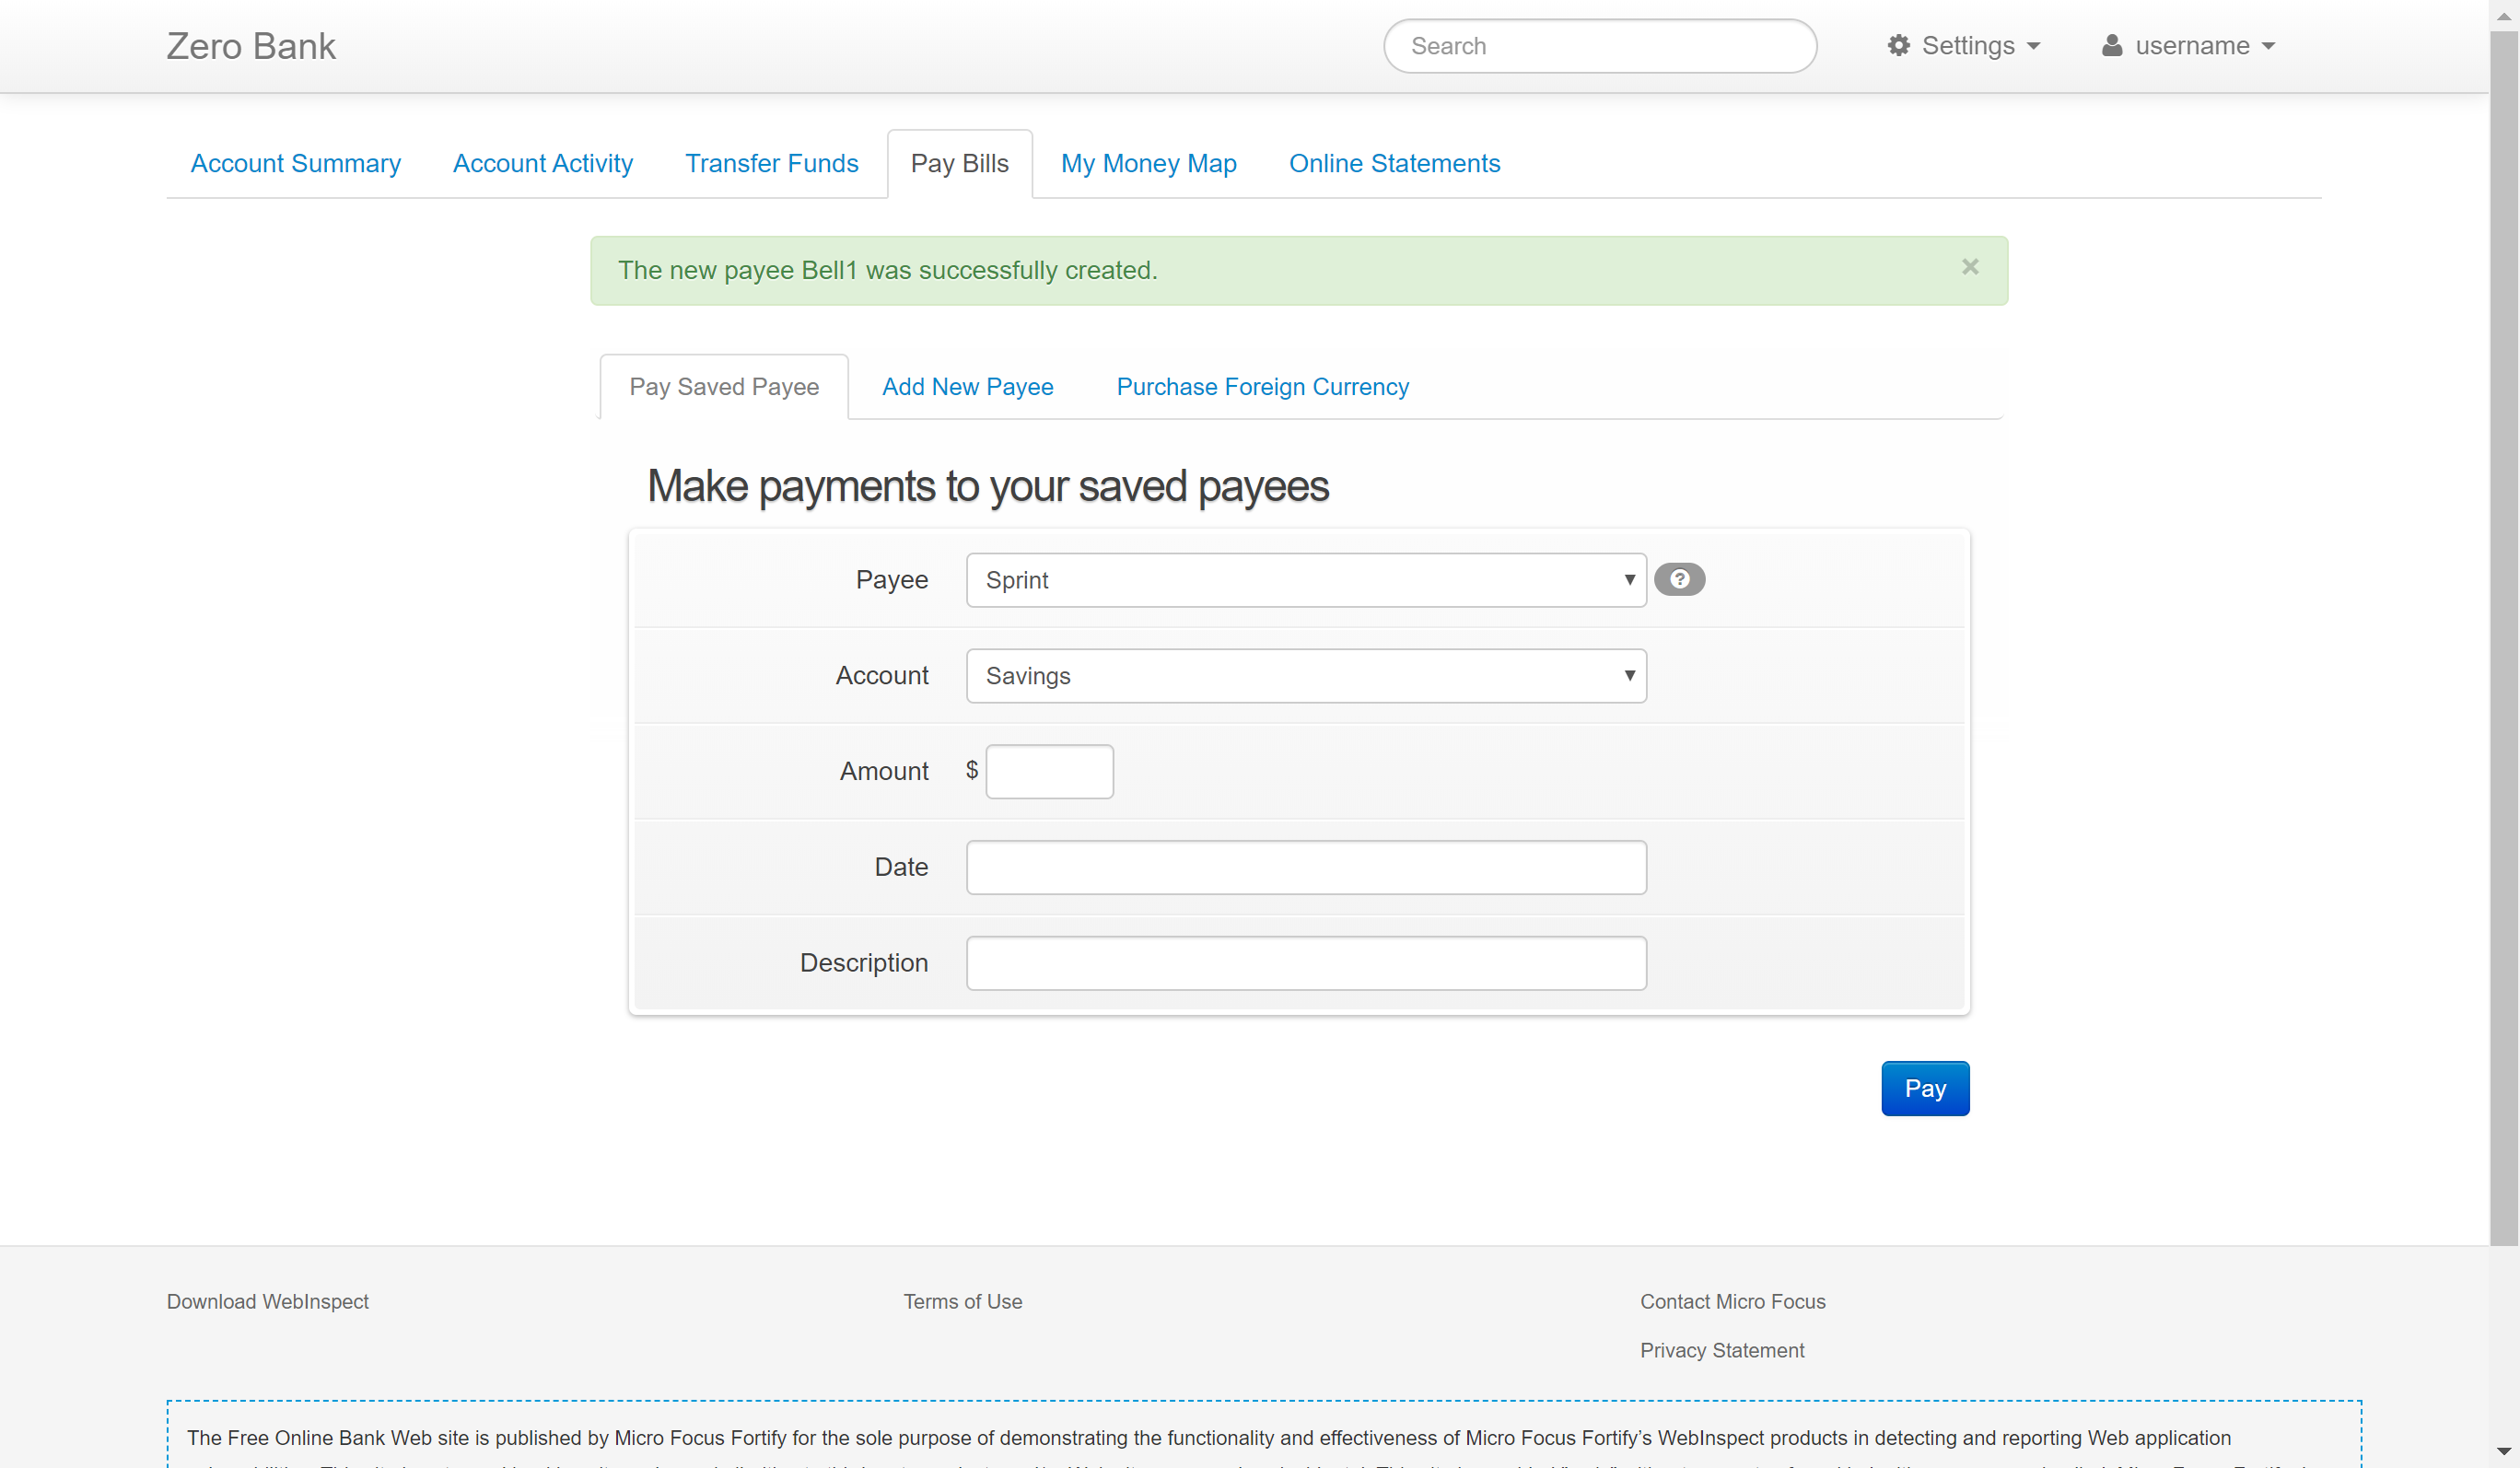 Zero Bank
Search
Settings
username
Account Summary
Account Activity
Transfer Funds
Pay Bills
My Money Map
Online Statements
The new payee Bell1 was successfully created.
×
Pay Saved Payee
Add New Payee
Purchase Foreign Currency
Make payments to your saved payees
Payee
Sprint
?
Account
Savings
Amount
$
Date
Description
Pay
Download WebInspect
Terms of Use
Contact Micro Focus
Privacy Statement
The Free Online Bank Web site is published by Micro Focus Fortify for the sole purpose of demonstrating the functionality and effectiveness of Micro Focus Fortify’s WebInspect products in detecting and reporting Web application